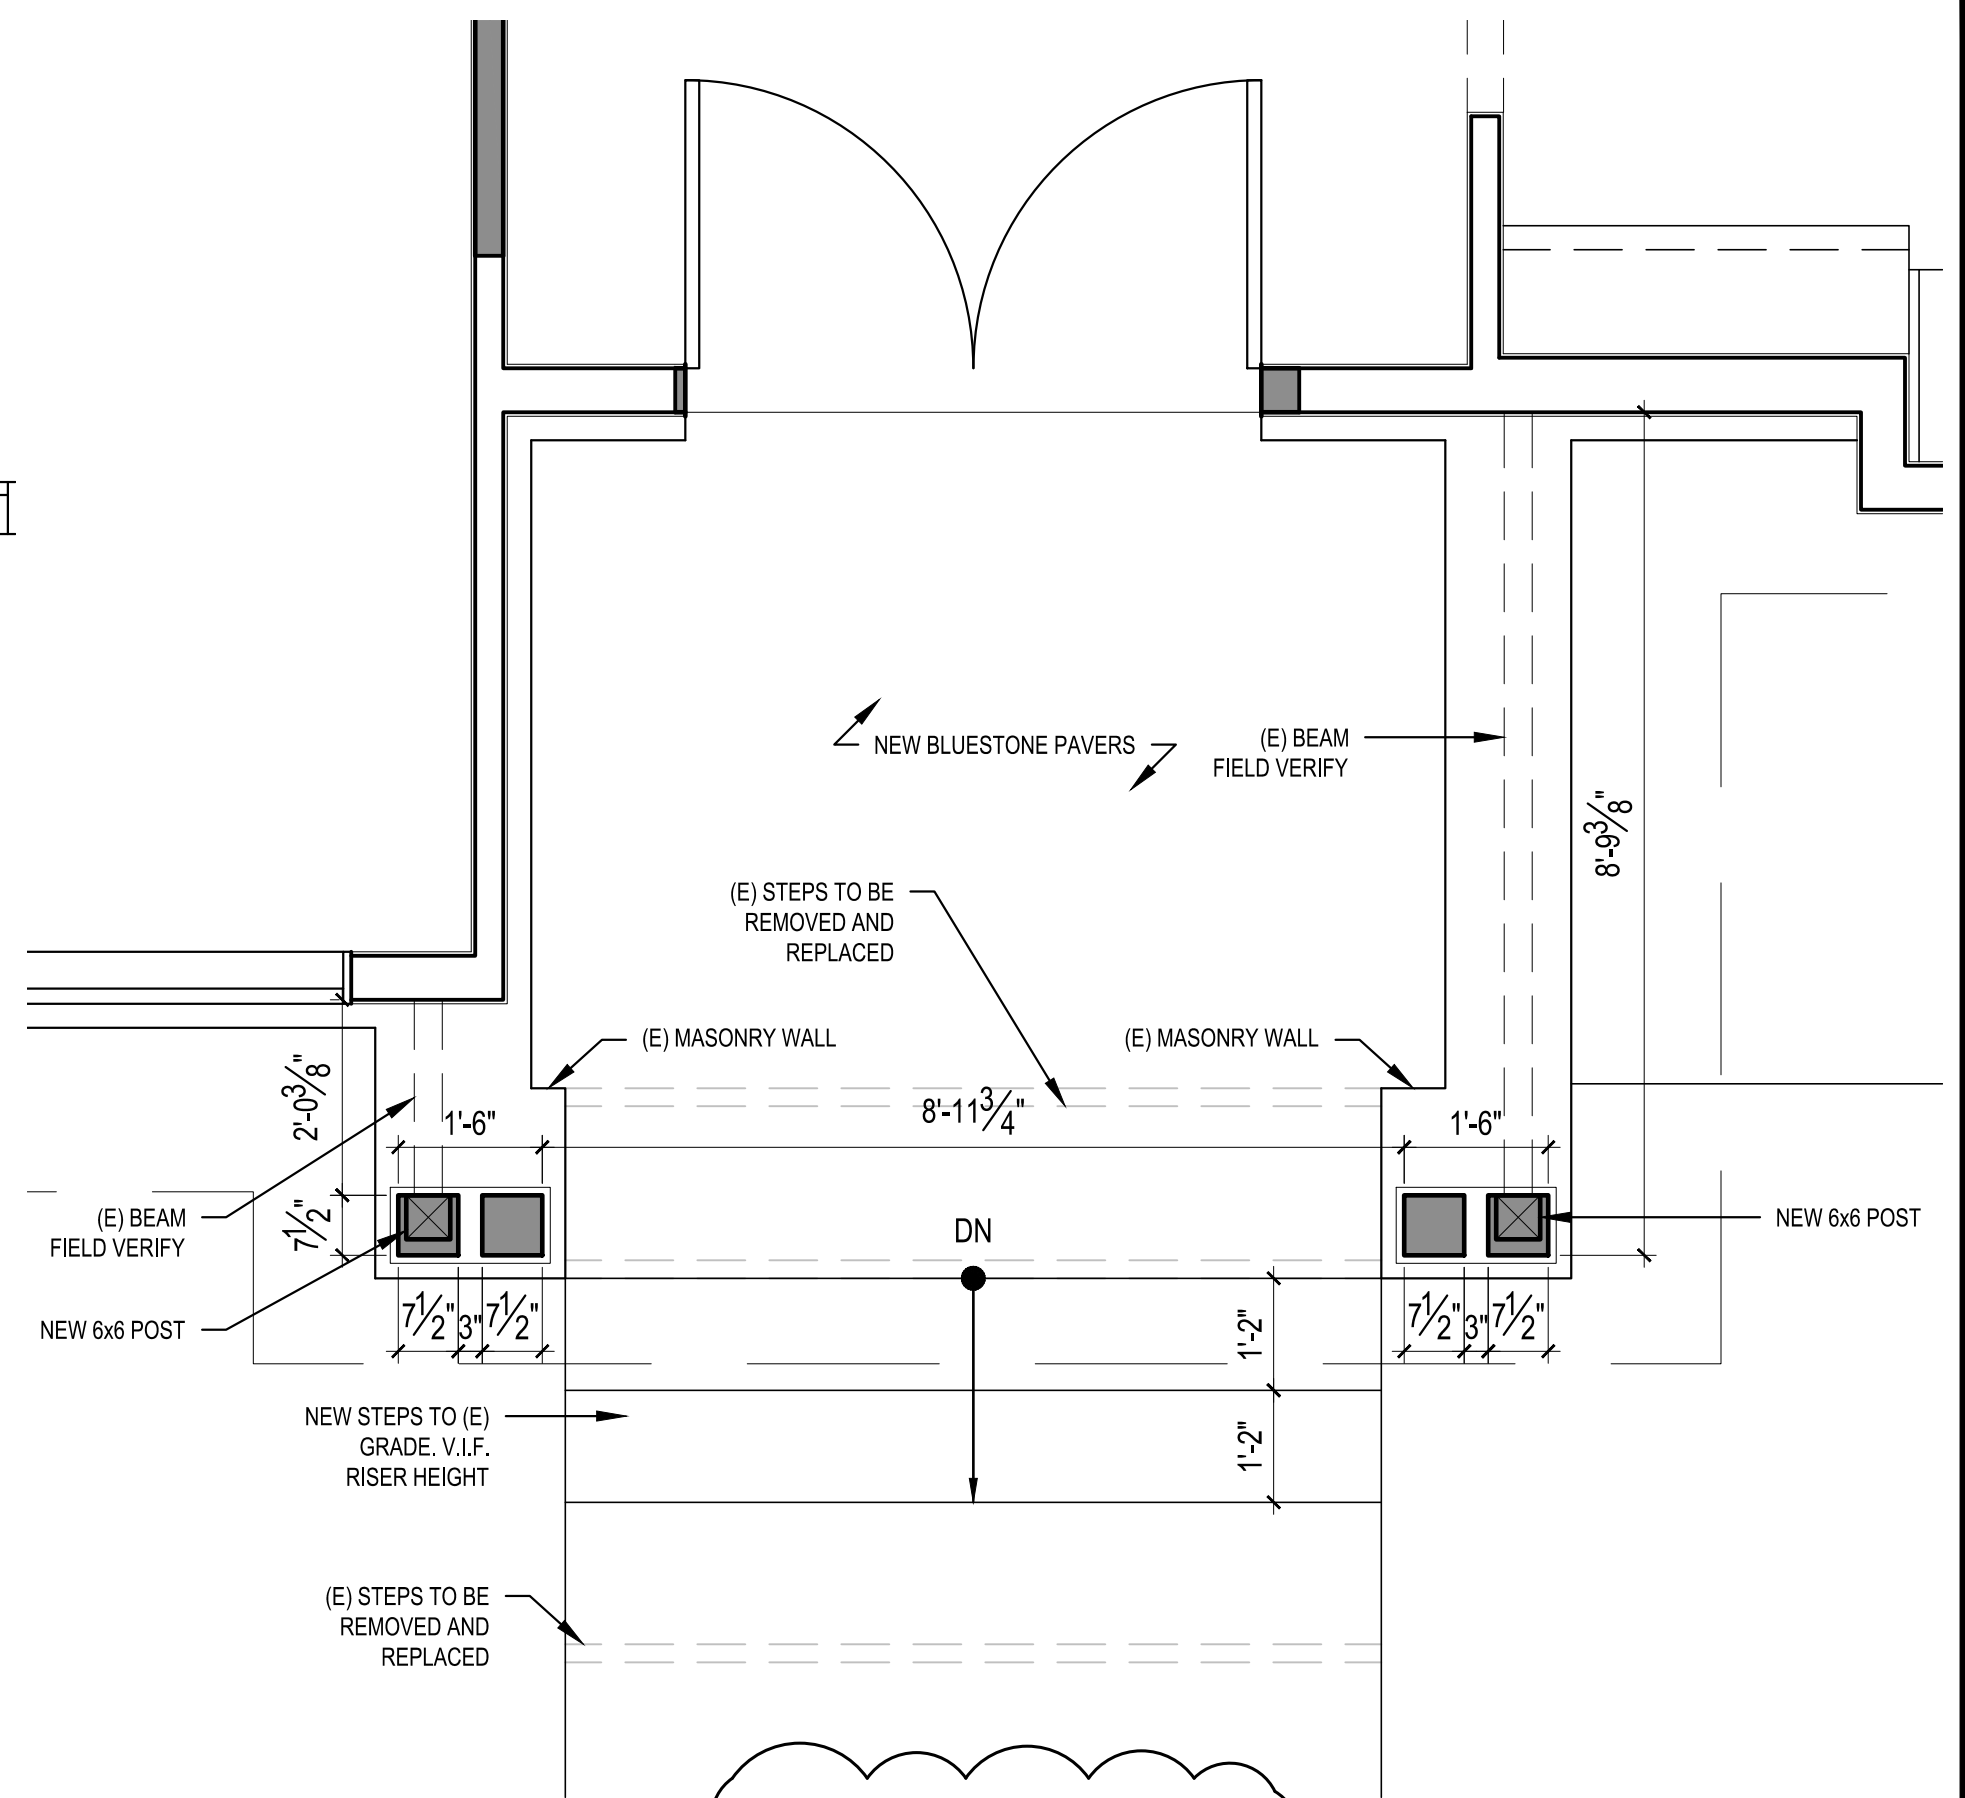 NEW BLUESTONE PAVERS
(E) BEAM
FIELD VERIFY
8'-9 3/8"
(E) STEPS TO BE
REMOVED AND
REPLACED
(E) MASONRY WALL
(E) MASONRY WALL
2'-0 3/8"
1'-6"
8'-11 3/4"
1'-6"
(E) BEAM
FIELD VERIFY
7 1/2"
DN
NEW 6x6 POST
NEW 6x6 POST
7 1/2"
3"
7 1/2"
1'-2"
7 1/2"
3"
7 1/2"
NEW STEPS TO (E)
GRADE. V.I.F.
RISER HEIGHT
1'-2"
(E) STEPS TO BE
REMOVED AND
REPLACED